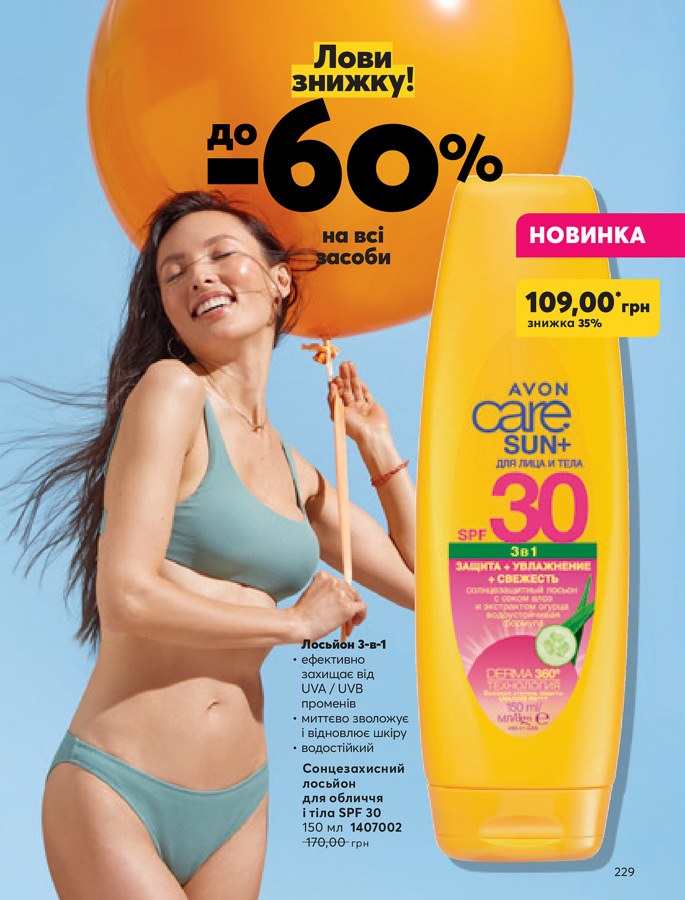 Лови
знижку!
до
-60%
на всі
засоби
НОВИНКА
109,00* грн
знижка 35%
AVON
care
SUN+
ДЛЯ ЛИЦА И ТЕЛА
SPF 30
3 в 1
ЗАЩИТА + УВЛАЖНЕНИЕ
+ СВЕЖЕСТЬ
солнцезащитный лосьон
с соком алоэ
и экстрактом огурца
водоустойчивая
формула
DERMA 360°
ТЕХНОЛОГИЯ
150 ml/
Лосьйон 3-в-1
• ефективно
захищає від
UVA / UVB
променів
• миттєво зволожує
і відновлює шкіру
• водостійкий
Сонцезахисний
лосьйон
для обличчя
і тіла SPF 30
150 мл 1407002
170,00 грн
229